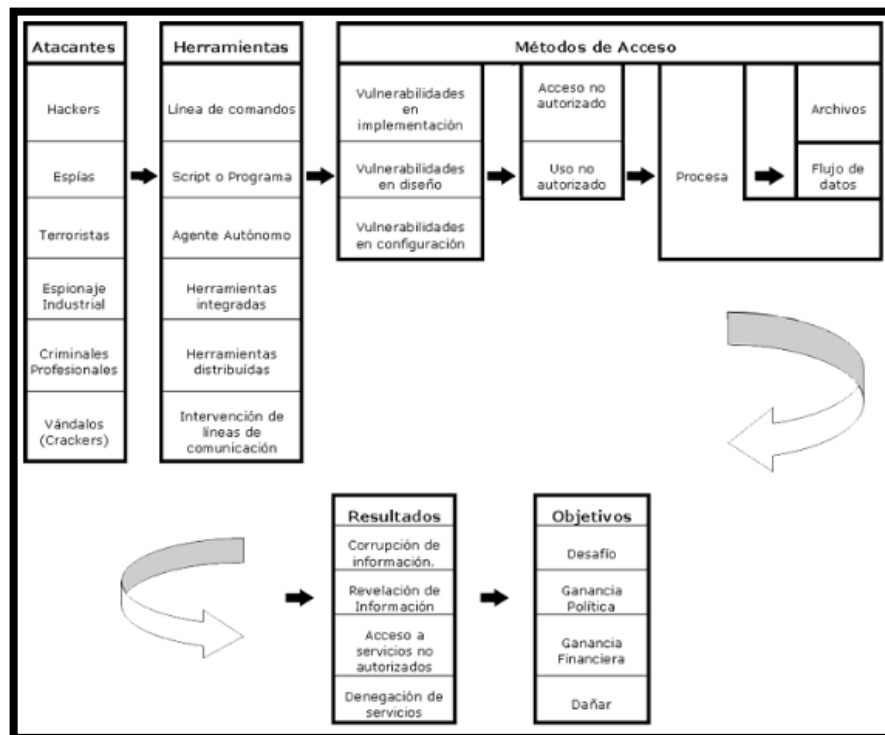 Atacantes
Hackers
Espías
Terroristas
Espionaje
Industrial
Criminales
Profesionales
Vándalos
(Crackers)
Herramientas
Línea de comandos
Script o Programa
Agente Autónomo
Herramientas
integradas
Herramientas
distribuídas
Intervención de
líneas de
comunicación
Métodos de Acceso
Vulnerabilidades
en
implementación
Vulnerabilidades
en diseño
Vulnerabilidades
en configuración
Acceso no
autorizado
Uso no
autorizado
Procesa
Archivos
Flujo de
datos
Resultados
Corrupción de
información.
Revelación de
Información
Acceso a
servicios no
autorizados
Denegación de
servicios
Objetivos
Desafío
Ganancia
Política
Ganancia
Financiera
Dañar